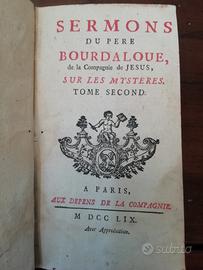 SERMONS
DU PERE
BOURDALOUE,
de la Compagnie de JESUS,
SUR LES MYSTERES.
TOME SECOND.
A PARIS,
AUX DEPENS DE LA COMPAGNIE.
M DCC LIX.
Avec Approbation.
subito